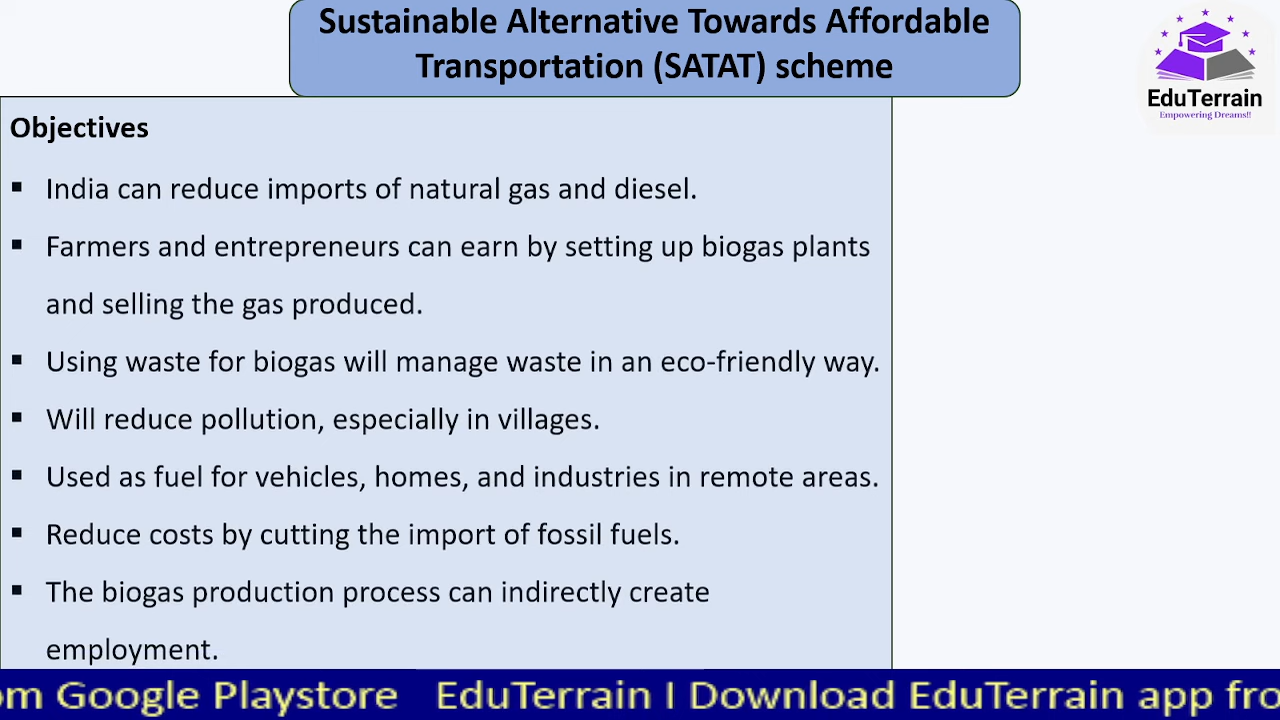 Sustainable Alternative Towards Affordable
Transportation (SATAT) scheme
EduTerrain
Empowering Dreams!!
Objectives
▪ India can reduce imports of natural gas and diesel.
▪ Farmers and entrepreneurs can earn by setting up biogas plants
and selling the gas produced.
▪ Using waste for biogas will manage waste in an eco-friendly way.
▪ Will reduce pollution, especially in villages.
▪ Used as fuel for vehicles, homes, and industries in remote areas.
▪ Reduce costs by cutting the import of fossil fuels.
▪ The biogas production process can indirectly create
employment.
om Google Playstore EduTerrain I Download EduTerrain app fro